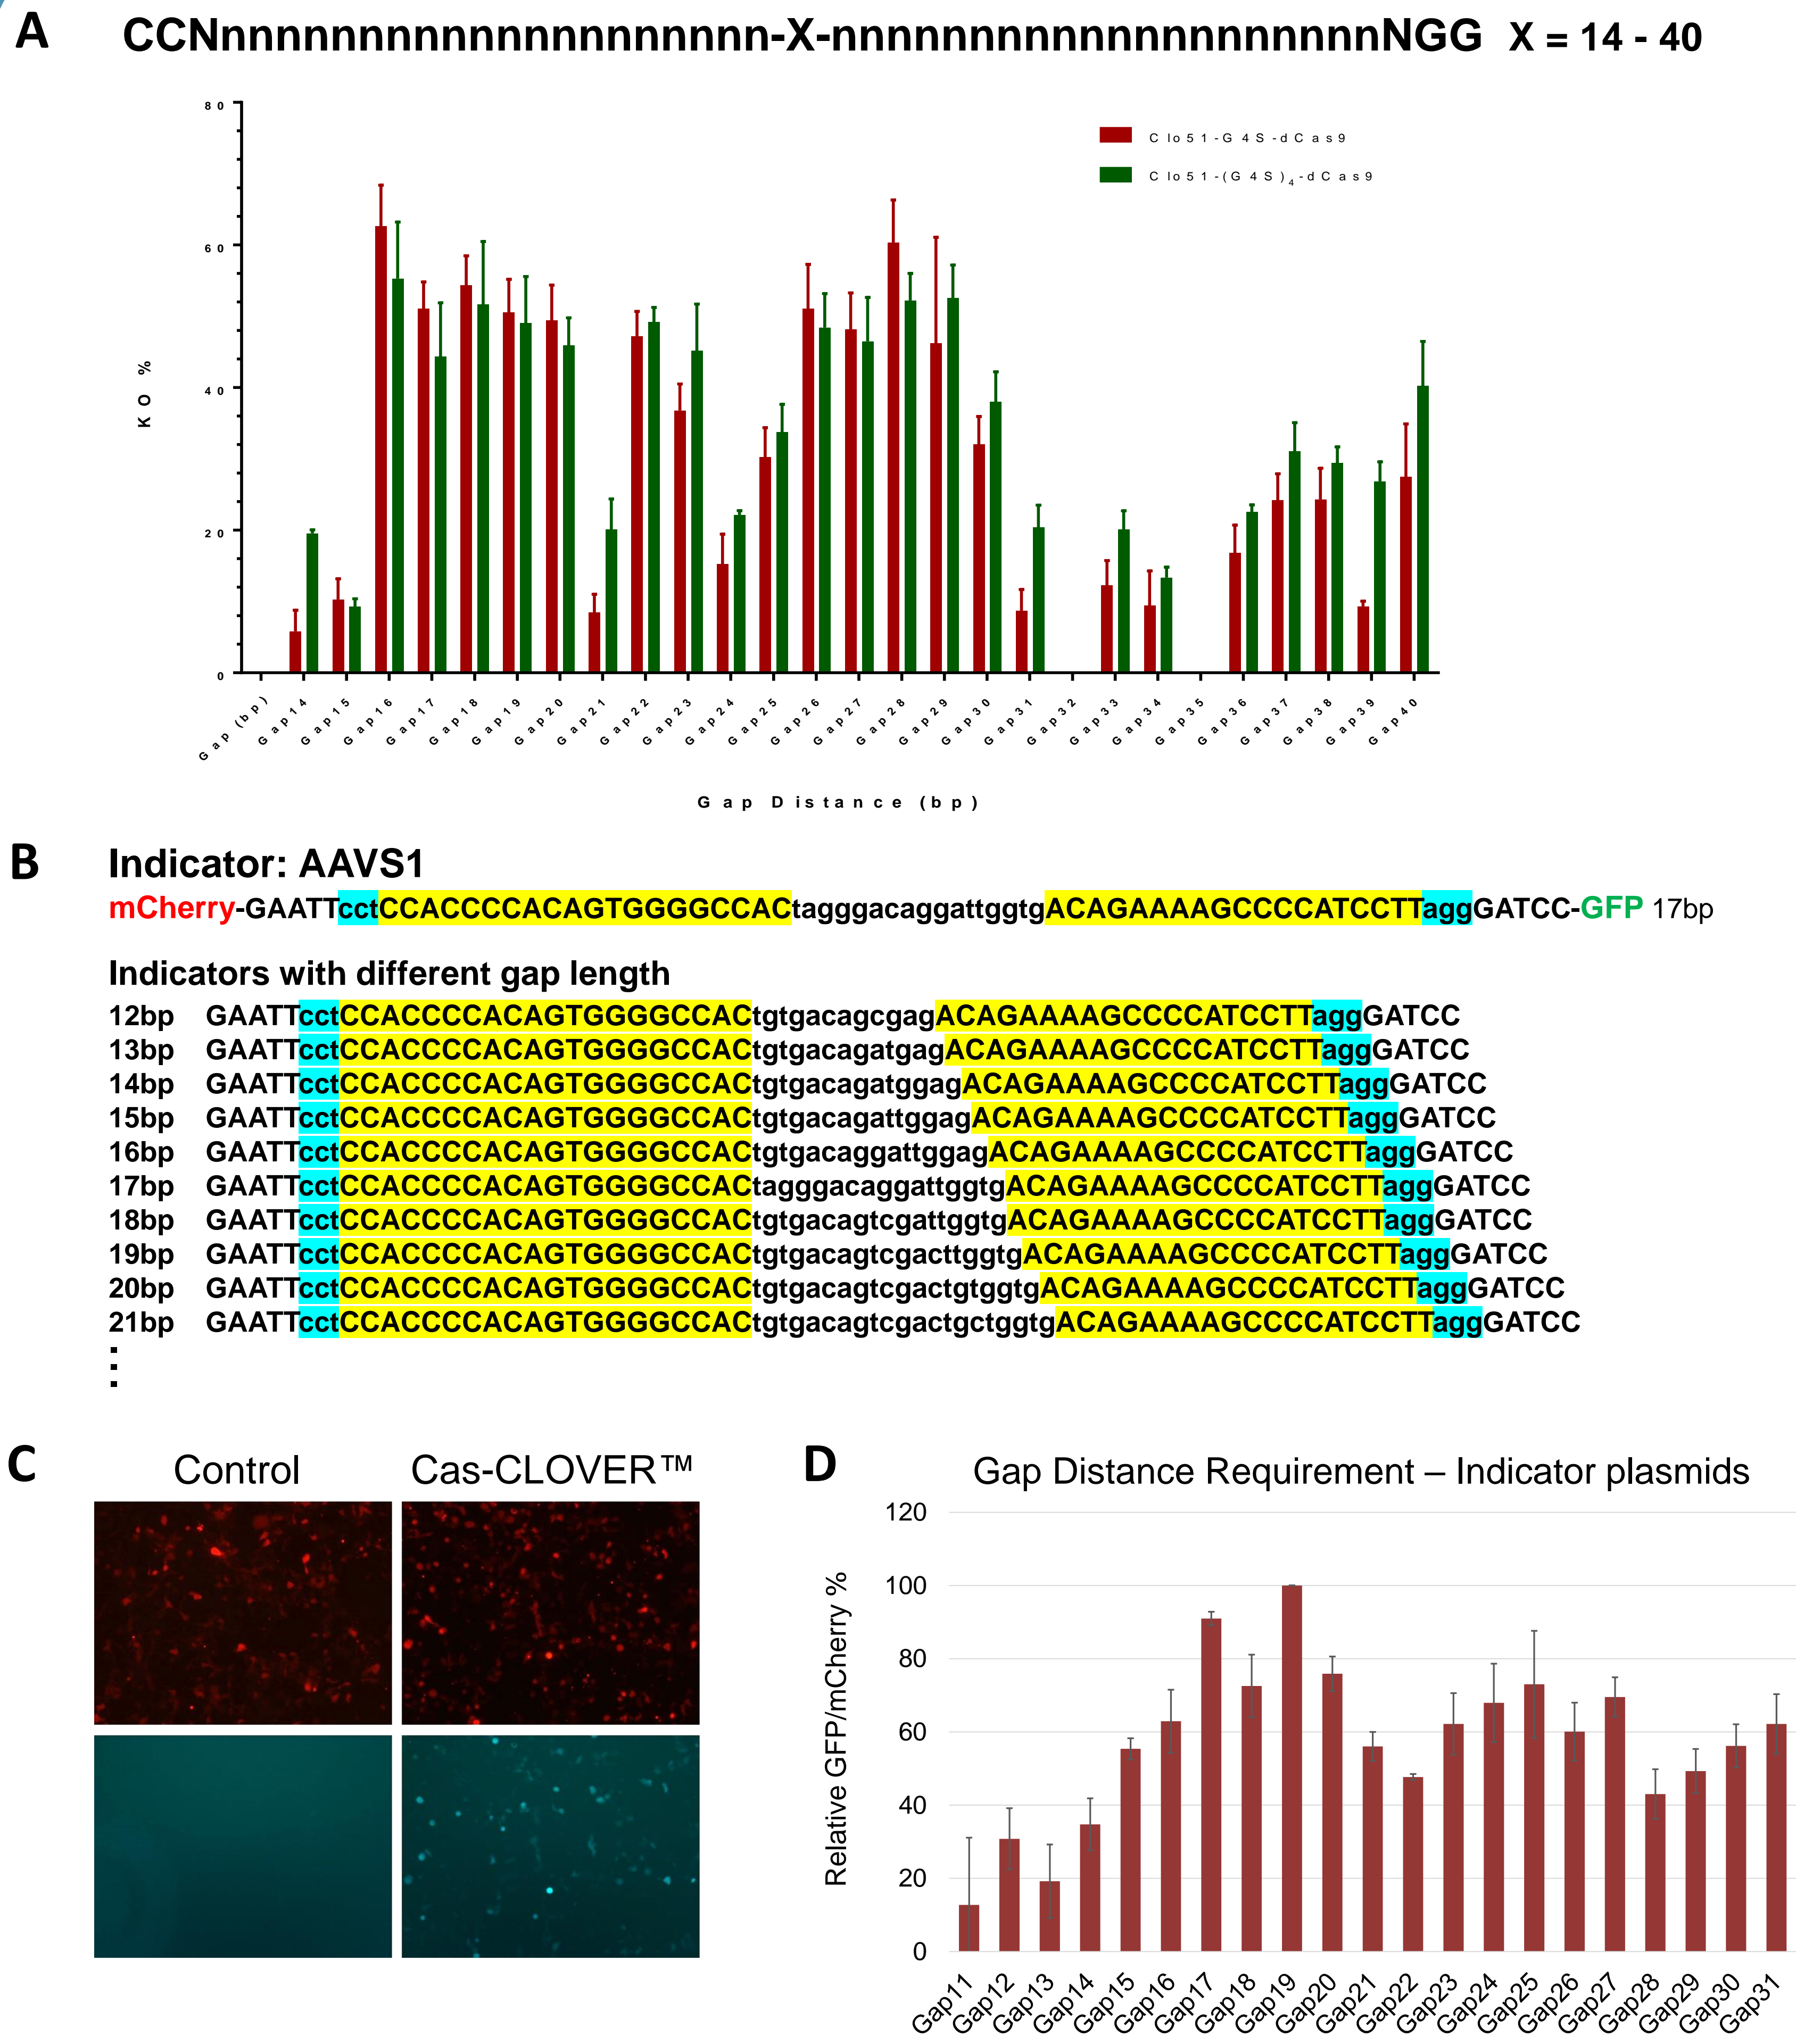 A
CCNnnnnnnnnnnnnnnnnnnnn-X-nnnnnnnnnnnnnnnnnnnnNGG X = 14 - 40
80
60
40
20
0
KO %
Clo51-G4S-dCas9
Clo51-(G4S)4-dCas9
Gap (bp)
Gap14
Gap15
Gap16
Gap17
Gap18
Gap19
Gap20
Gap21
Gap22
Gap23
Gap24
Gap25
Gap26
Gap27
Gap28
Gap29
Gap30
Gap31
Gap32
Gap33
Gap34
Gap35
Gap36
Gap37
Gap38
Gap39
Gap40
Gap Distance (bp)
B
Indicator: AAVS1
mCherry-GAATTcctCCACCCCACAGTGGGGCCACtagggacaggattggtgACAGAAAAGCCCCATCCTTaggGATCC-GFP 17bp
Indicators with different gap length
12bp GAATTcctCCACCCCACAGTGGGGCCACtgtgacagcgagACAGAAAAGCCCCATCCTTaggGATCC
13bp GAATTcctCCACCCCACAGTGGGGCCACtgtgacagatgagACAGAAAAGCCCCATCCTTaggGATCC
14bp GAATTcctCCACCCCACAGTGGGGCCACtgtgacagatggagACAGAAAAGCCCCATCCTTaggGATCC
15bp GAATTcctCCACCCCACAGTGGGGCCACtgtgacagattggagACAGAAAAGCCCCATCCTTaggGATCC
16bp GAATTcctCCACCCCACAGTGGGGCCACtgtgacaggattggagACAGAAAAGCCCCATCCTTaggGATCC
17bp GAATTcctCCACCCCACAGTGGGGCCACtagggacaggattggtgACAGAAAAGCCCCATCCTTaggGATCC
18bp GAATTcctCCACCCCACAGTGGGGCCACtgtgacagtcgattggtgACAGAAAAGCCCCATCCTTaggGATCC
19bp GAATTcctCCACCCCACAGTGGGGCCACtgtgacagtcgacttggtgACAGAAAAGCCCCATCCTTaggGATCC
20bp GAATTcctCCACCCCACAGTGGGGCCACtgtgacagtcgactgtggtgACAGAAAAGCCCCATCCTTaggGATCC
21bp GAATTcctCCACCCCACAGTGGGGCCACtgtgacagtcgactgctggtgACAGAAAAGCCCCATCCTTaggGATCC
⋮
C
Control
Cas-CLOVER™
D
Gap Distance Requirement – Indicator plasmids
120
100
80
60
40
20
0
Relative GFP/mCherry %
Gap11
Gap12
Gap13
Gap14
Gap15
Gap16
Gap17
Gap18
Gap19
Gap20
Gap21
Gap22
Gap23
Gap24
Gap25
Gap26
Gap27
Gap28
Gap29
Gap30
Gap31